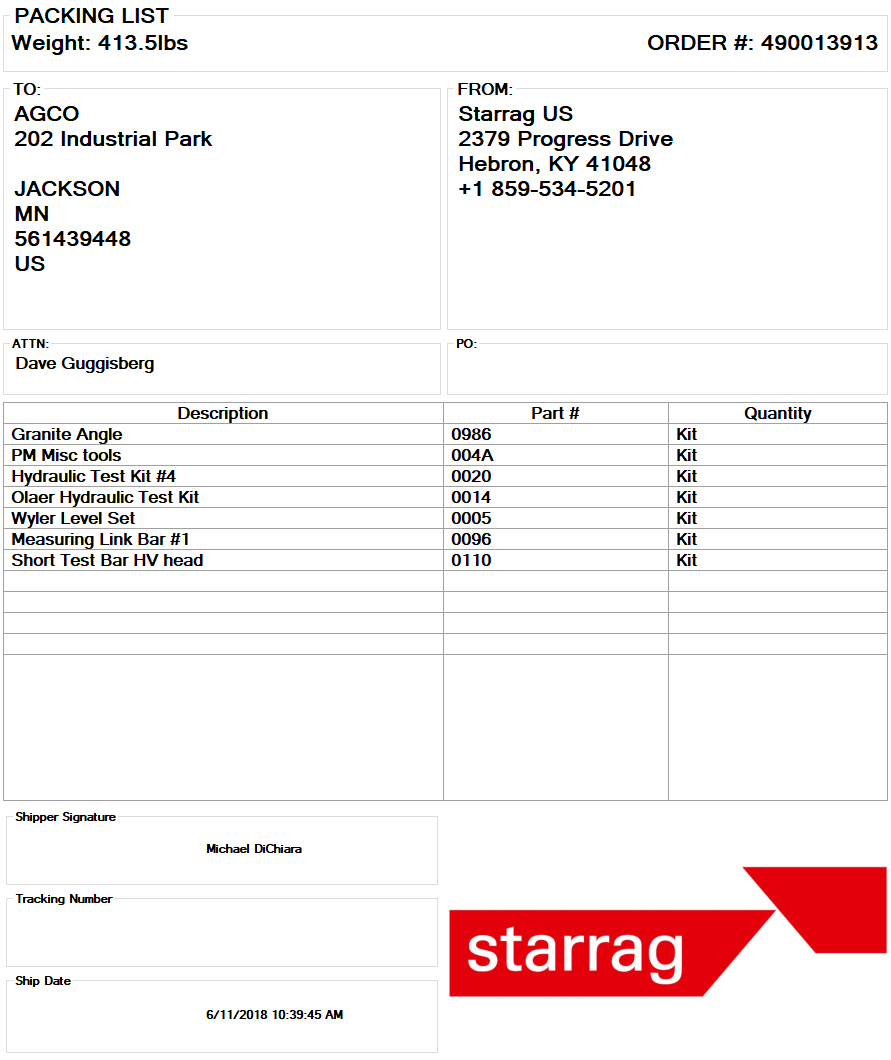 PACKING LIST
Weight: 413.5lbs
ORDER #: 490013913
TO:
AGCO
202 Industrial Park
JACKSON
MN
561439448
US
FROM:
Starrag US
2379 Progress Drive
Hebron, KY 41048
+1 859-534-5201
ATTN:
Dave Guggisberg
PO:
Description Part # Quantity
Granite Angle 0986 Kit
PM Misc tools 004A Kit
Hydraulic Test Kit #4 0020 Kit
Olaer Hydraulic Test Kit 0014 Kit
Wyler Level Set 0005 Kit
Measuring Link Bar #1 0096 Kit
Short Test Bar HV head 0110 Kit
Shipper Signature
Michael DiChiara
Tracking Number
Ship Date
6/11/2018 10:39:45 AM
starrag